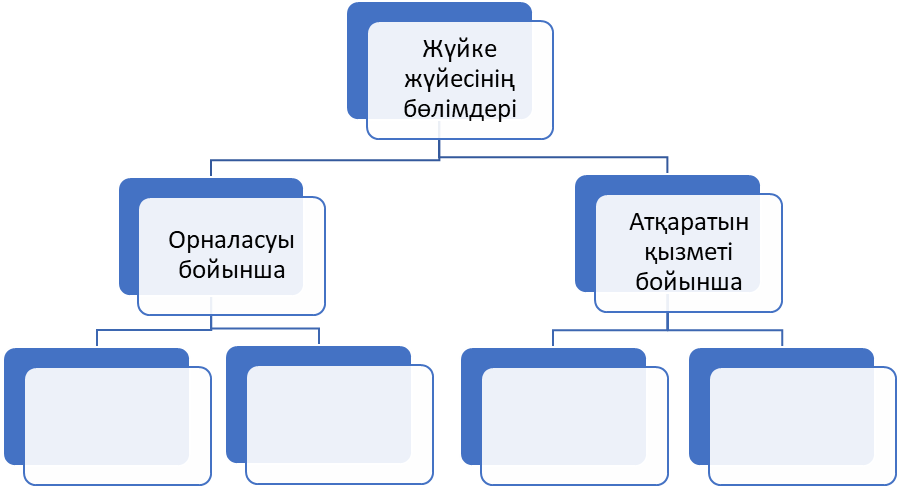 Жүйке
жүйесінің
бөлімдері
Орналасуы
бойынша
Атқаратын
қызметі
бойынша